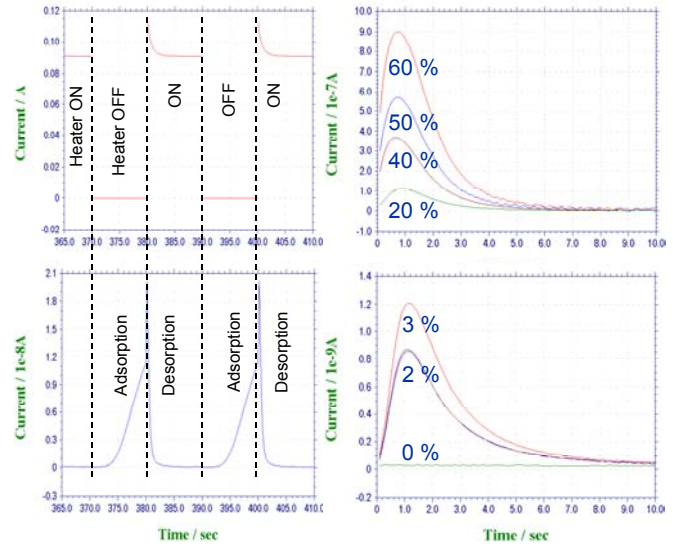 0.12
0.10
0.08
0.06
0.04
0.02
0
-0.02
Current / A
Heater ON
Heater OFF
ON
OFF
ON
365.0 370.0 375.0 380.0 385.0 390.0 395.0 400.0 405.0 410.0
10.0
9.0
8.0
7.0
6.0
5.0
4.0
3.0
2.0
1.0
0
-1.0
Current / 1e-7A
60 %
50 %
40 %
20 %
0 1.0 2.0 3.0 4.0 5.0 6.0 7.0 8.0 9.0 10.0
2.1
1.8
1.5
1.2
0.9
0.6
0.3
0
-0.3
Current / 1e-8A
Adsorption
Desorption
Adsorption
Desorption
365.0 370.0 375.0 380.0 385.0 390.0 395.0 400.0 405.0 410.0
Time / sec
1.4
1.2
1.0
0.8
0.6
0.4
0.2
0
-0.2
Current / 1e-9A
3 %
2 %
0 %
0 1.0 2.0 3.0 4.0 5.0 6.0 7.0 8.0 9.0 10.0
Time / sec